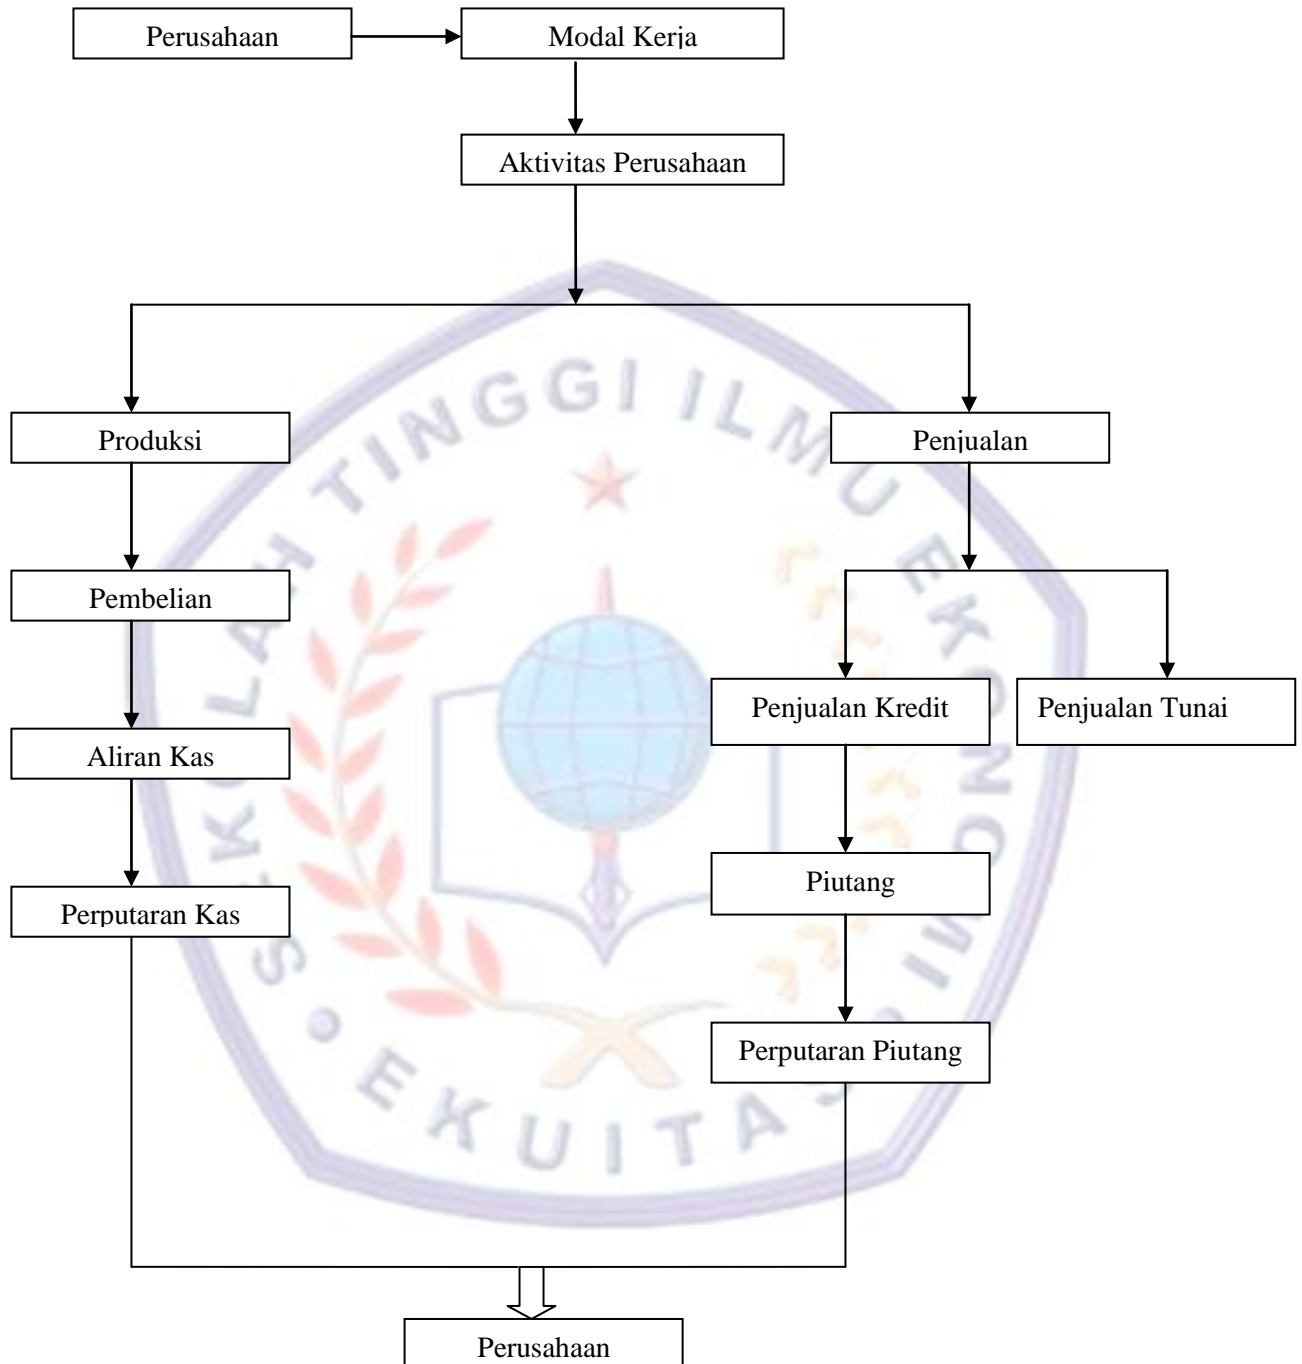 Perusahaan
Modal Kerja
Aktivitas Perusahaan
Produksi
Penjualan
Pembelian
Penjualan Kredit
Penjualan Tunai
Aliran Kas
Piutang
Perputaran Kas
Perputaran Piutang
Perusahaan
SEKOLAH TINGGI ILMU EKONOMI
EKUITAS